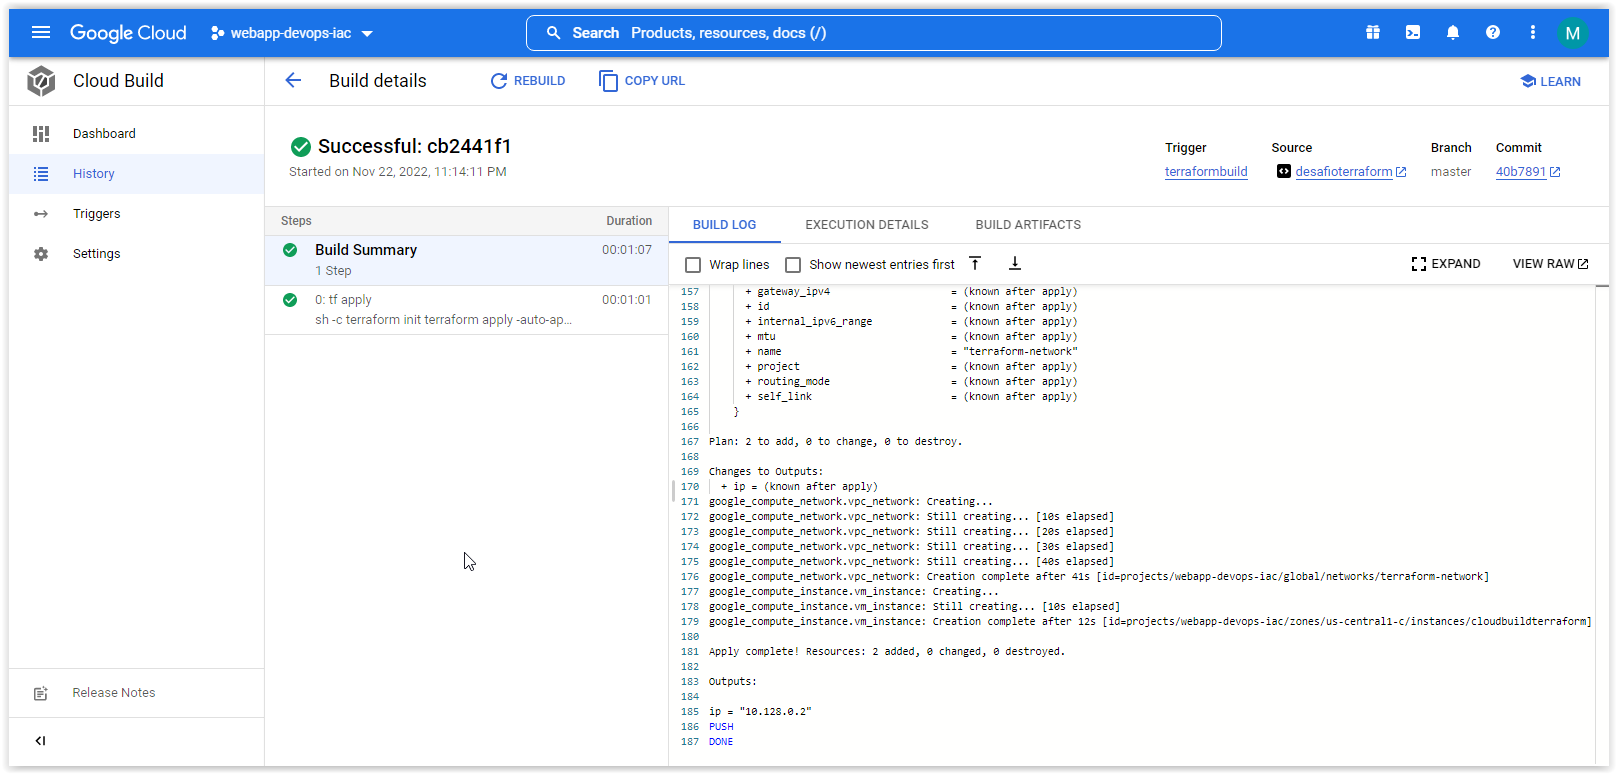 Google Cloud
webapp-devops-iac
Search Products, resources, docs (/)
M
Cloud Build
Build details
REBUILD
COPY URL
LEARN
Dashboard
History
Triggers
Settings
Release Notes
Successful: cb2441f1
Started on Nov 22, 2022, 11:14:11 PM
Trigger
terraformbuild
Source
desafioterraform
Branch
master
Commit
40b7891
Steps Duration
Build Summary 00:01:07
1 Step
0: tf apply 00:01:01
sh -c terraform init terraform apply -auto-ap...
BUILD LOG EXECUTION DETAILS BUILD ARTIFACTS
Wrap lines Show newest entries first EXPAND VIEW RAW
157 + gateway_ipv4 = (known after apply)
158 + id = (known after apply)
159 + internal_ipv6_range = (known after apply)
160 + mtu = (known after apply)
161 + name = "terraform-network"
162 + project = (known after apply)
163 + routing_mode = (known after apply)
164 + self_link = (known after apply)
165 }
166
167 Plan: 2 to add, 0 to change, 0 to destroy.
168
169 Changes to Outputs:
170 + ip = (known after apply)
171 google_compute_network.vpc_network: Creating...
172 google_compute_network.vpc_network: Still creating... [10s elapsed]
173 google_compute_network.vpc_network: Still creating... [20s elapsed]
174 google_compute_network.vpc_network: Still creating... [30s elapsed]
175 google_compute_network.vpc_network: Still creating... [40s elapsed]
176 google_compute_network.vpc_network: Creation complete after 41s [id=projects/webapp-devops-iac/global/networks/terraform-network]
177 google_compute_instance.vm_instance: Creating...
178 google_compute_instance.vm_instance: Still creating... [10s elapsed]
179 google_compute_instance.vm_instance: Creation complete after 12s [id=projects/webapp-devops-iac/zones/us-central1-c/instances/cloudbuildterraform]
180
181 Apply complete! Resources: 2 added, 0 changed, 0 destroyed.
182
183 Outputs:
184
185 ip = "10.128.0.2"
186 PUSH
187 DONE